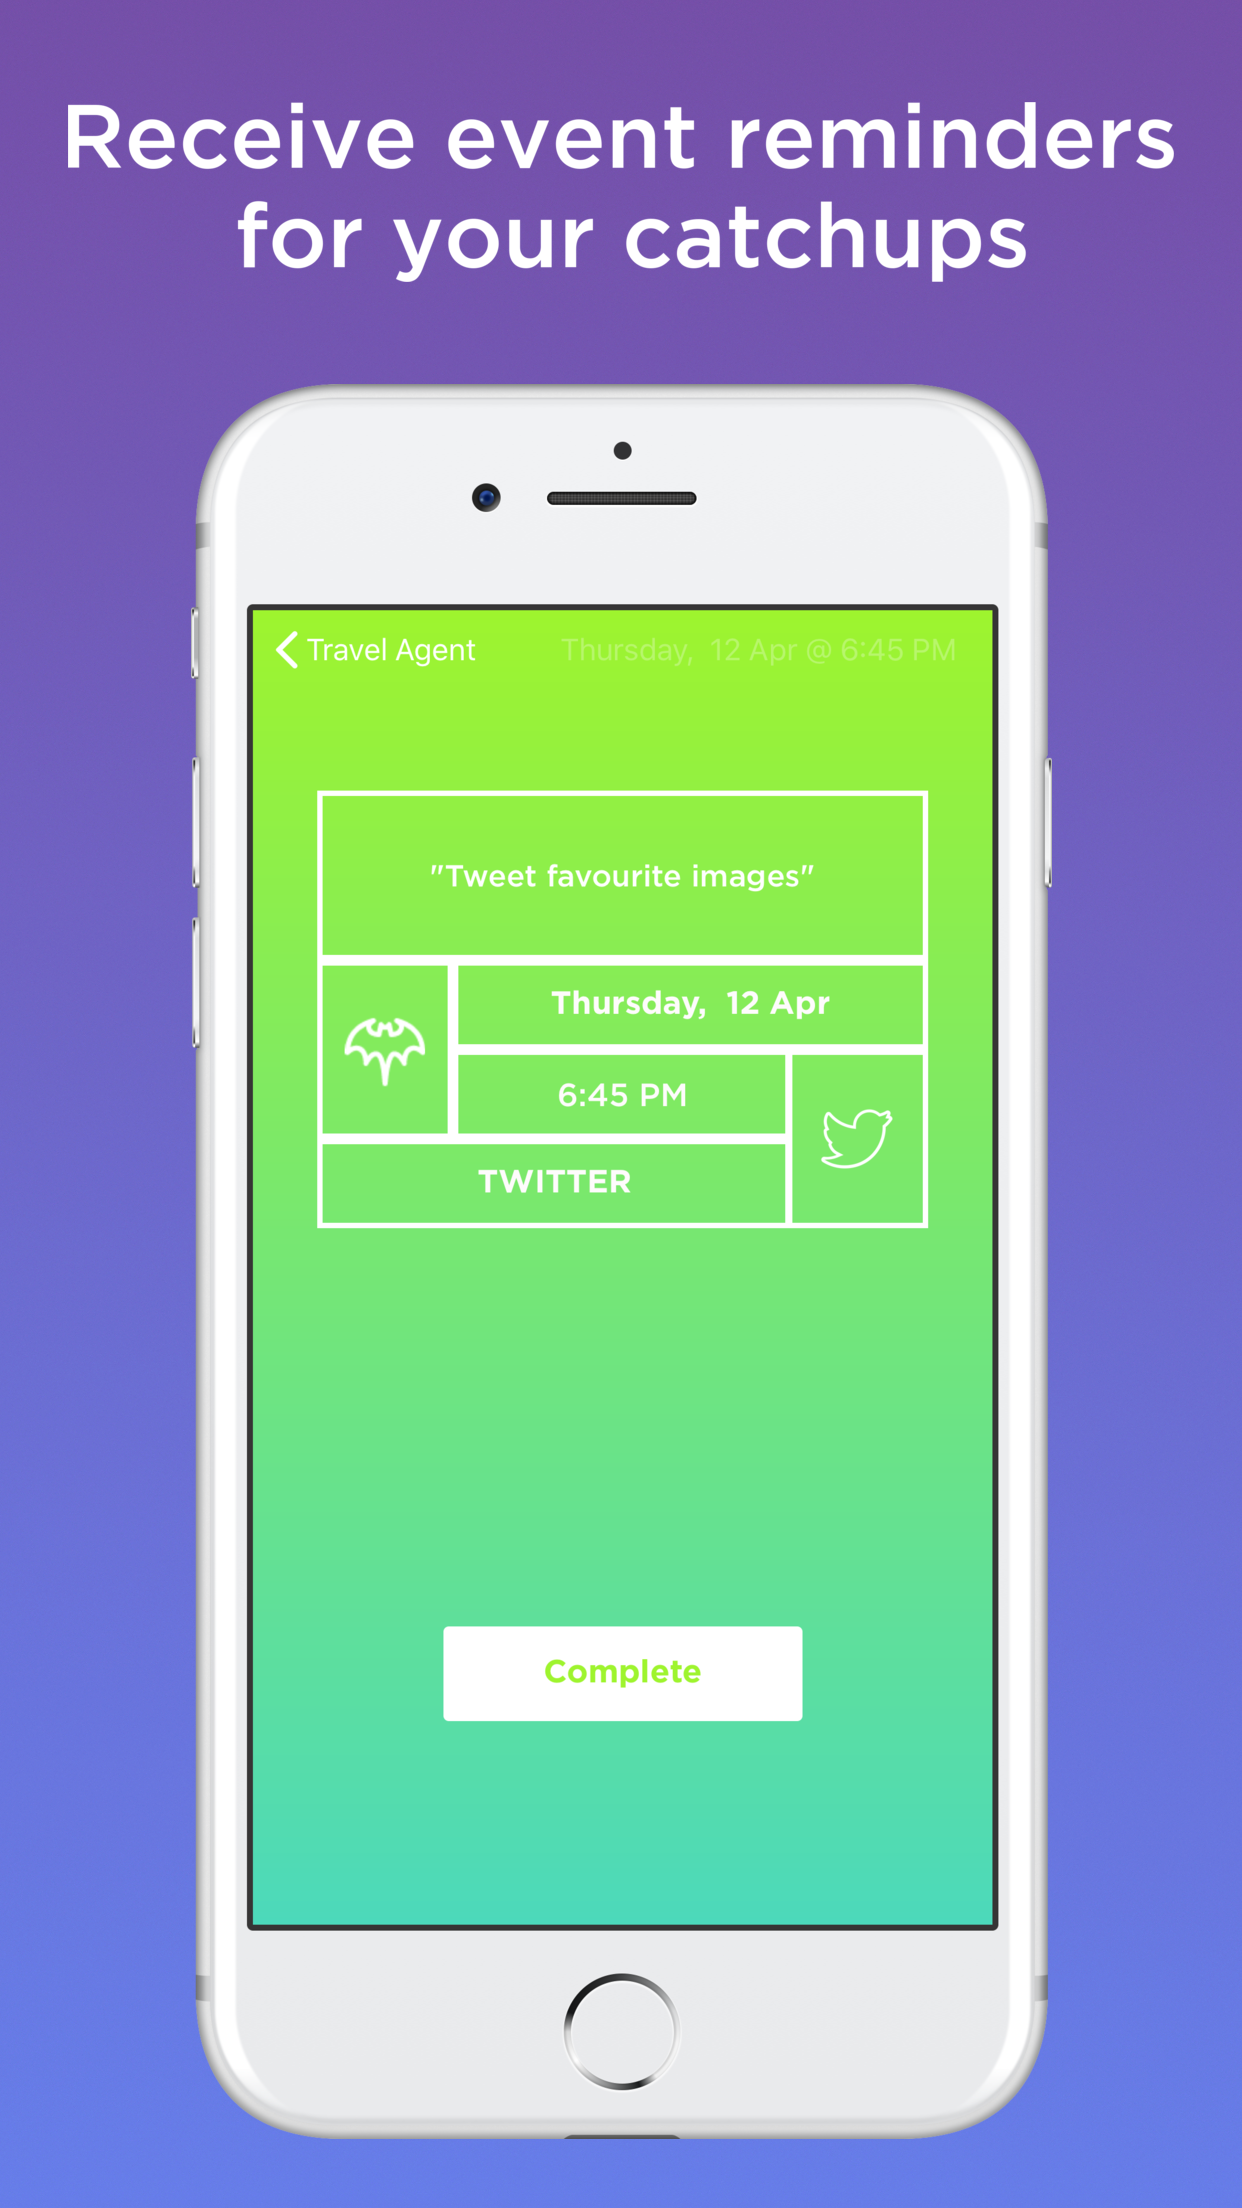 Receive event reminders
for your catchups
Travel Agent
Thursday, 12 Apr @ 6:45 PM
"Tweet favourite images"
Thursday, 12 Apr
6:45 PM
TWITTER
Complete